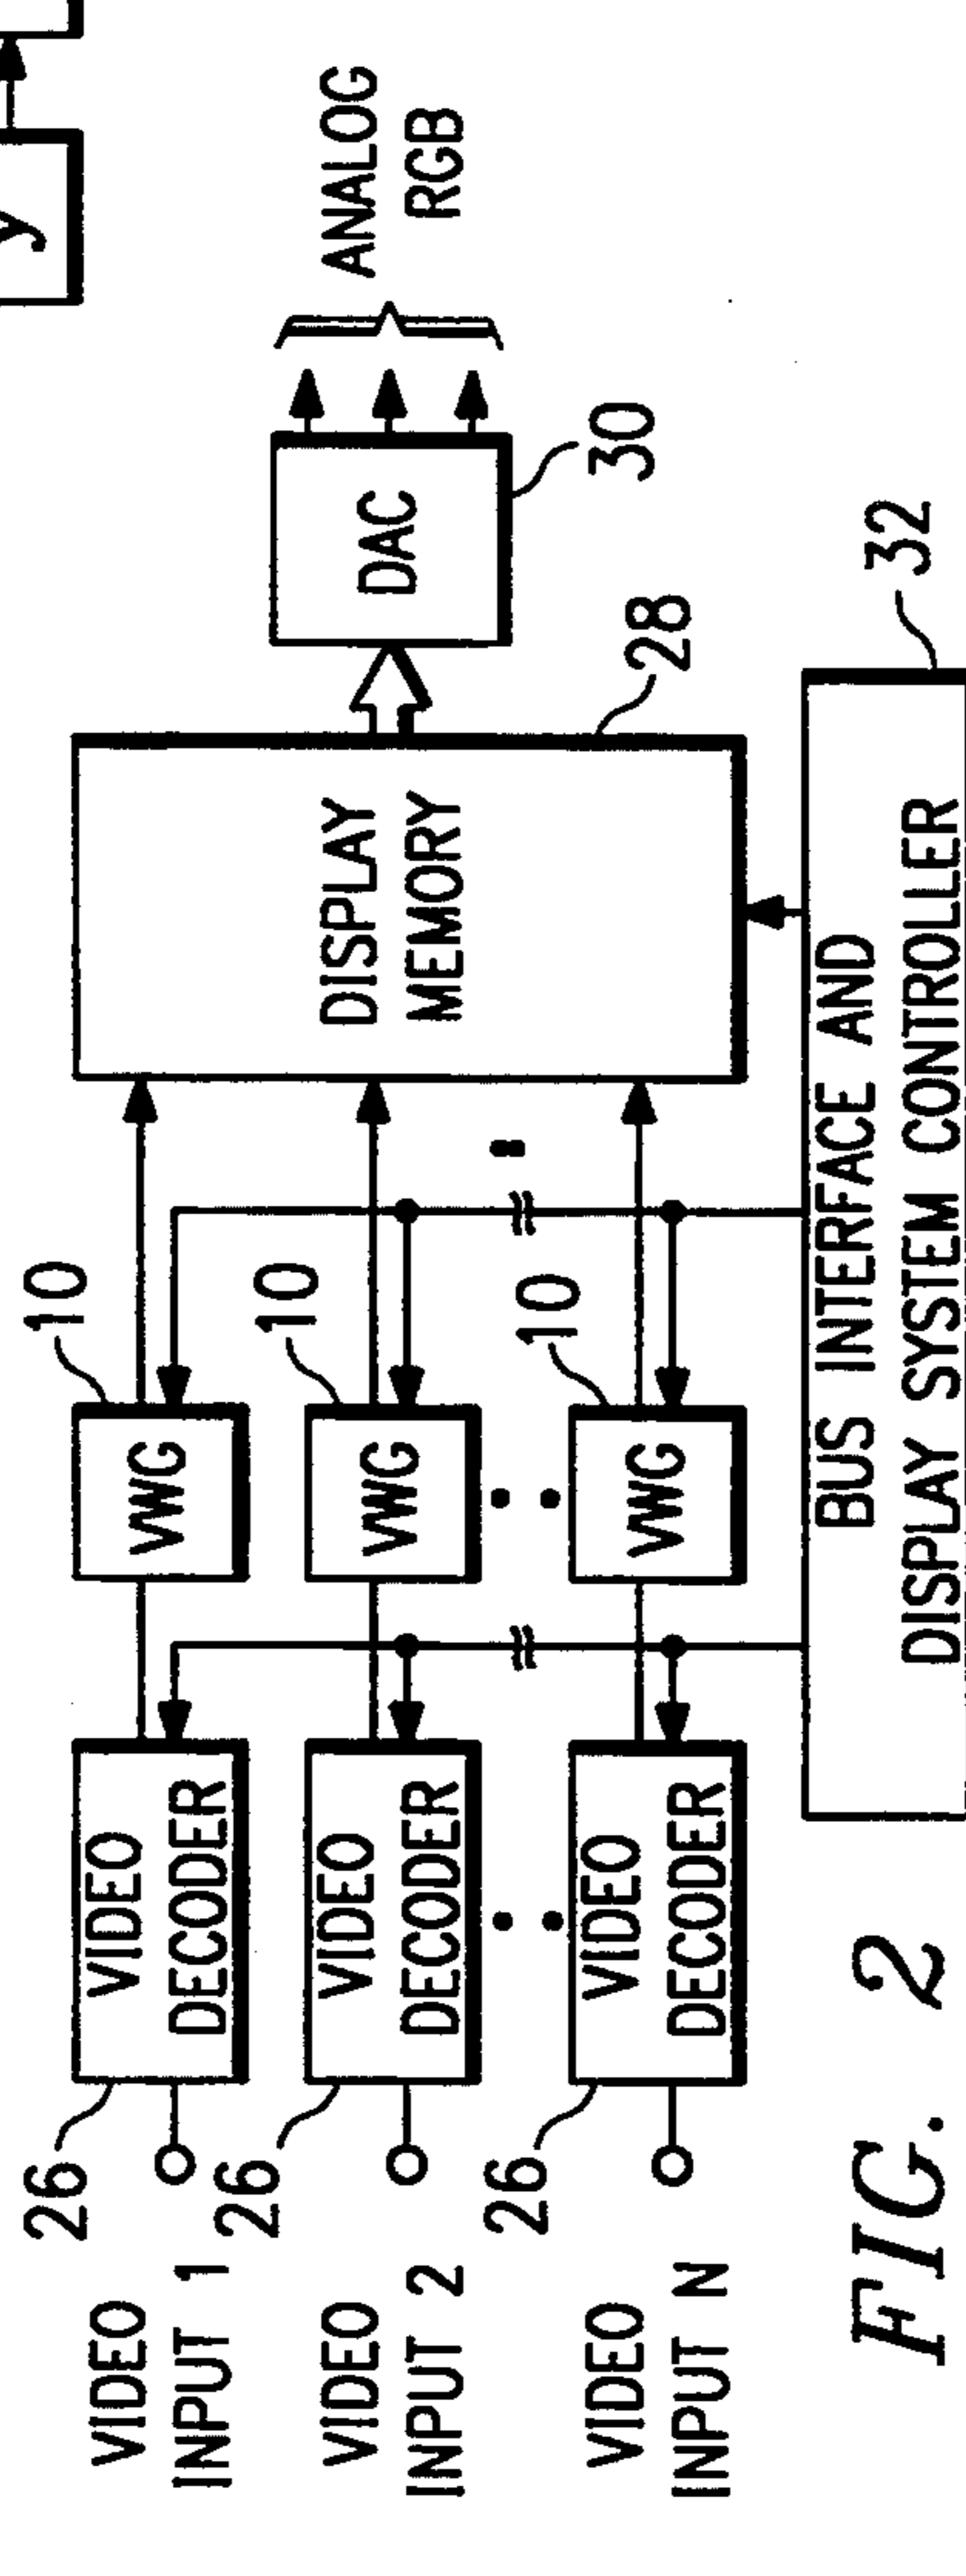 y
VIDEO
INPUT 1
26
VIDEO
DECODER
VWG
10
VIDEO
INPUT 2
26
VIDEO
DECODER
VWG
10
VIDEO
INPUT N
26
VIDEO
DECODER
VWG
10
DISPLAY
MEMORY
28
DAC
30
ANALOG
RGB
BUS INTERFACE AND
DISPLAY SYSTEM CONTROLLER
32
FIG. 2